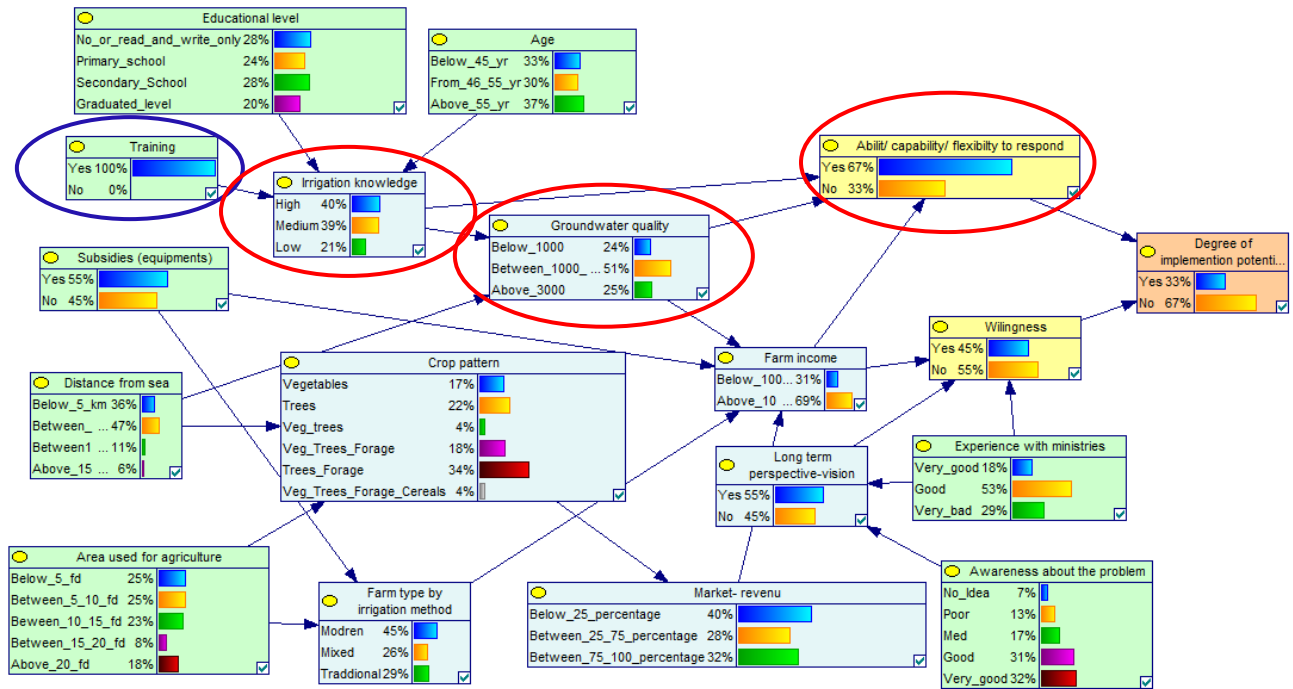 Educational level
No_or_read_and_write_only 28%
Primary_school 24%
Secondary_School 28%
Graduated_level 20%
Age
Below_45_yr 33%
From_46_55_yr 30%
Above_55_yr 37%
Training
Yes 100%
No 0%
Irrigation knowledge
High 40%
Medium 39%
Low 21%
Abilit/ capability/ flexibilty to respond
Yes 67%
No 33%
Groundwater quality
Below_1000 24%
Between_1000_ ... 51%
Above_3000 25%
Degree of
implemention potenti...
Yes 33%
No 67%
Subsidies (equipments)
Yes 55%
No 45%
Wilingness
Yes 45%
No 55%
Farm income
Below_100... 31%
Above_10 ... 69%
Crop pattern
Vegetables 17%
Trees 22%
Veg_trees 4%
Veg_Trees_Forage 18%
Trees_Forage 34%
Veg_Trees_Forage_Cereals 4%
Distance from sea
Below_5_km 36%
Between_ ... 47%
Between1 ... 11%
Above_15 ... 6%
Experience with ministries
Very_good 18%
Good 53%
Very_bad 29%
Long term
perspective-vision
Yes 55%
No 45%
Area used for agriculture
Below_5_fd 25%
Between_5_10_fd 25%
Beween_10_15_fd 23%
Between_15_20_fd 8%
Above_20_fd 18%
Farm type by
irrigation method
Modren 45%
Mixed 26%
Traddional 29%
Market- revenu
Below_25_percentage 40%
Between_25_75_percentage 28%
Between_75_100_percentage 32%
Awareness about the problem
No_Idea 7%
Poor 13%
Med 17%
Good 31%
Very_good 32%